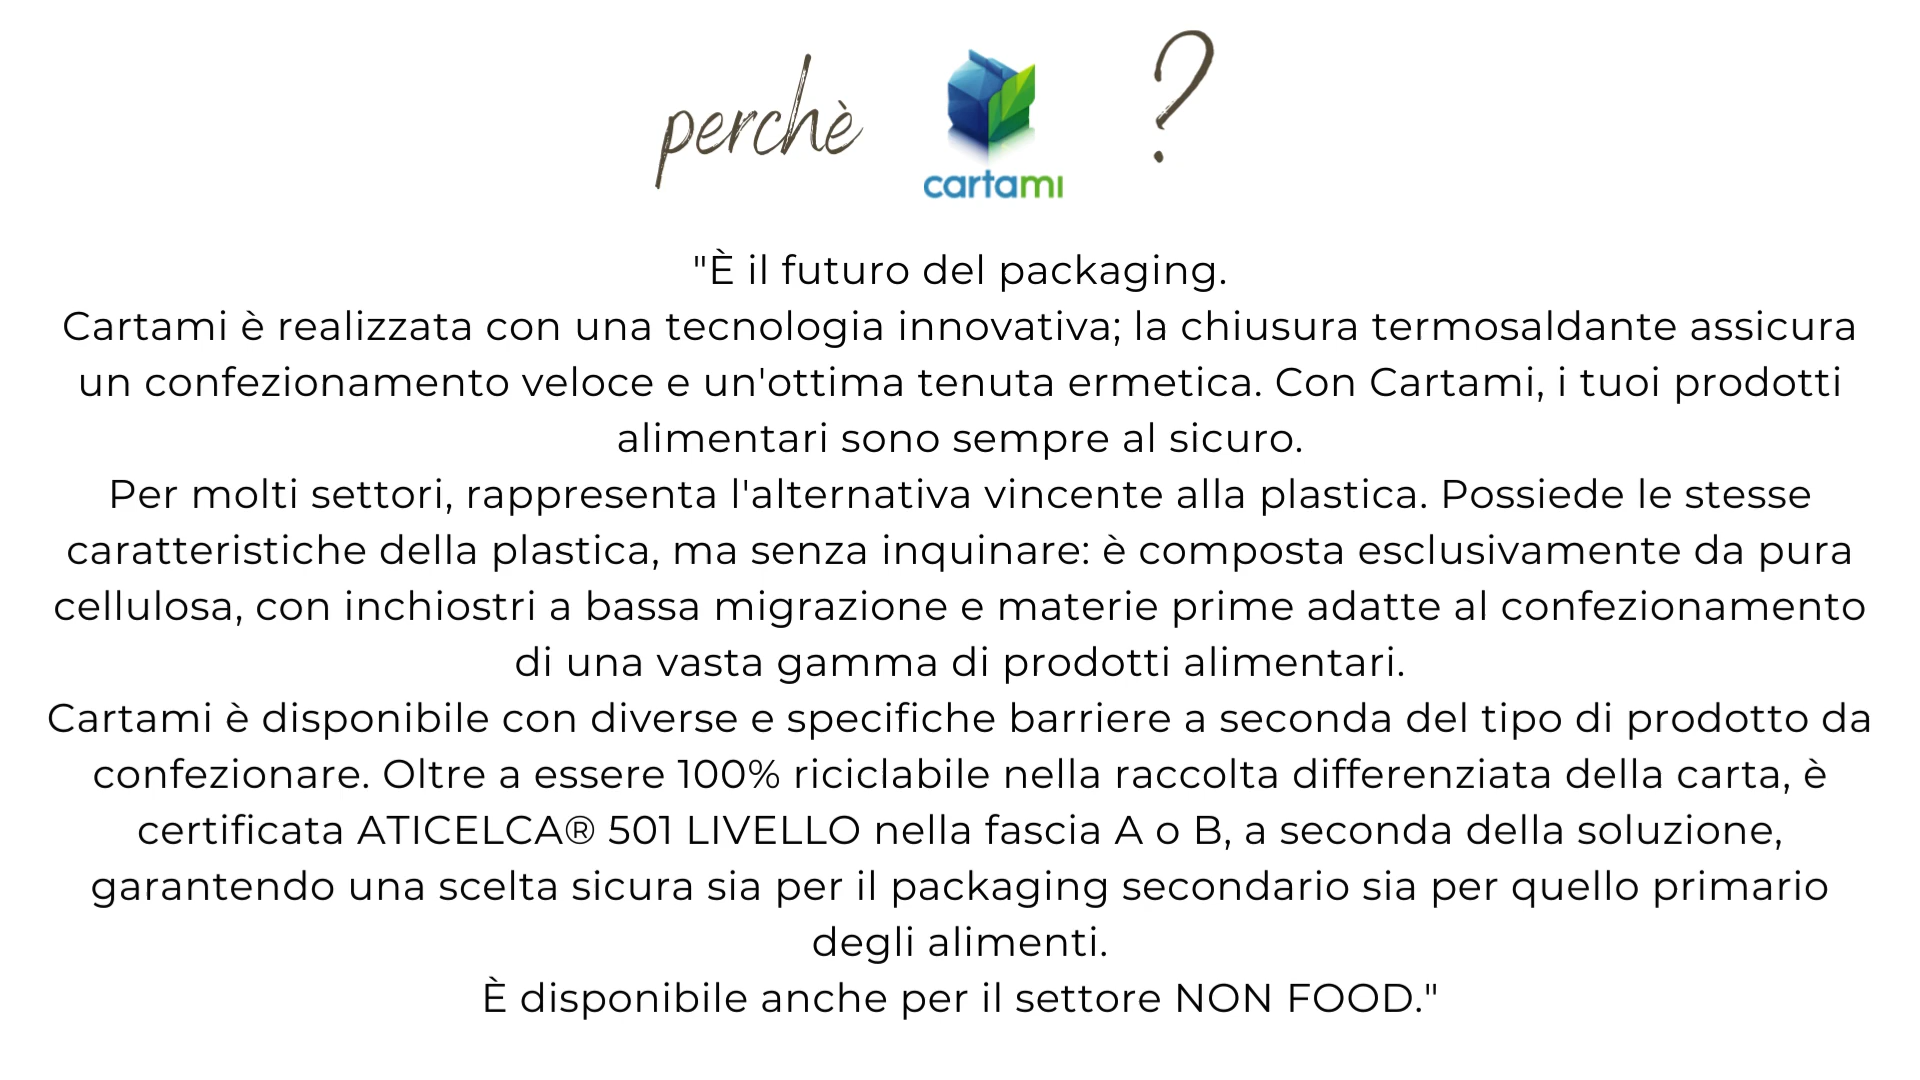 perchè cartami ?
"È il futuro del packaging.
Cartami è realizzata con una tecnologia innovativa; la chiusura termosaldante assicura
un confezionamento veloce e un'ottima tenuta ermetica. Con Cartami, i tuoi prodotti
alimentari sono sempre al sicuro.
Per molti settori, rappresenta l'alternativa vincente alla plastica. Possiede le stesse
caratteristiche della plastica, ma senza inquinare: è composta esclusivamente da pura
cellulosa, con inchiostri a bassa migrazione e materie prime adatte al confezionamento
di una vasta gamma di prodotti alimentari.
Cartami è disponibile con diverse e specifiche barriere a seconda del tipo di prodotto da
confezionare. Oltre a essere 100% riciclabile nella raccolta differenziata della carta, è
certificata ATICELCA® 501 LIVELLO nella fascia A o B, a seconda della soluzione,
garantendo una scelta sicura sia per il packaging secondario sia per quello primario
degli alimenti.
È disponibile anche per il settore NON FOOD."